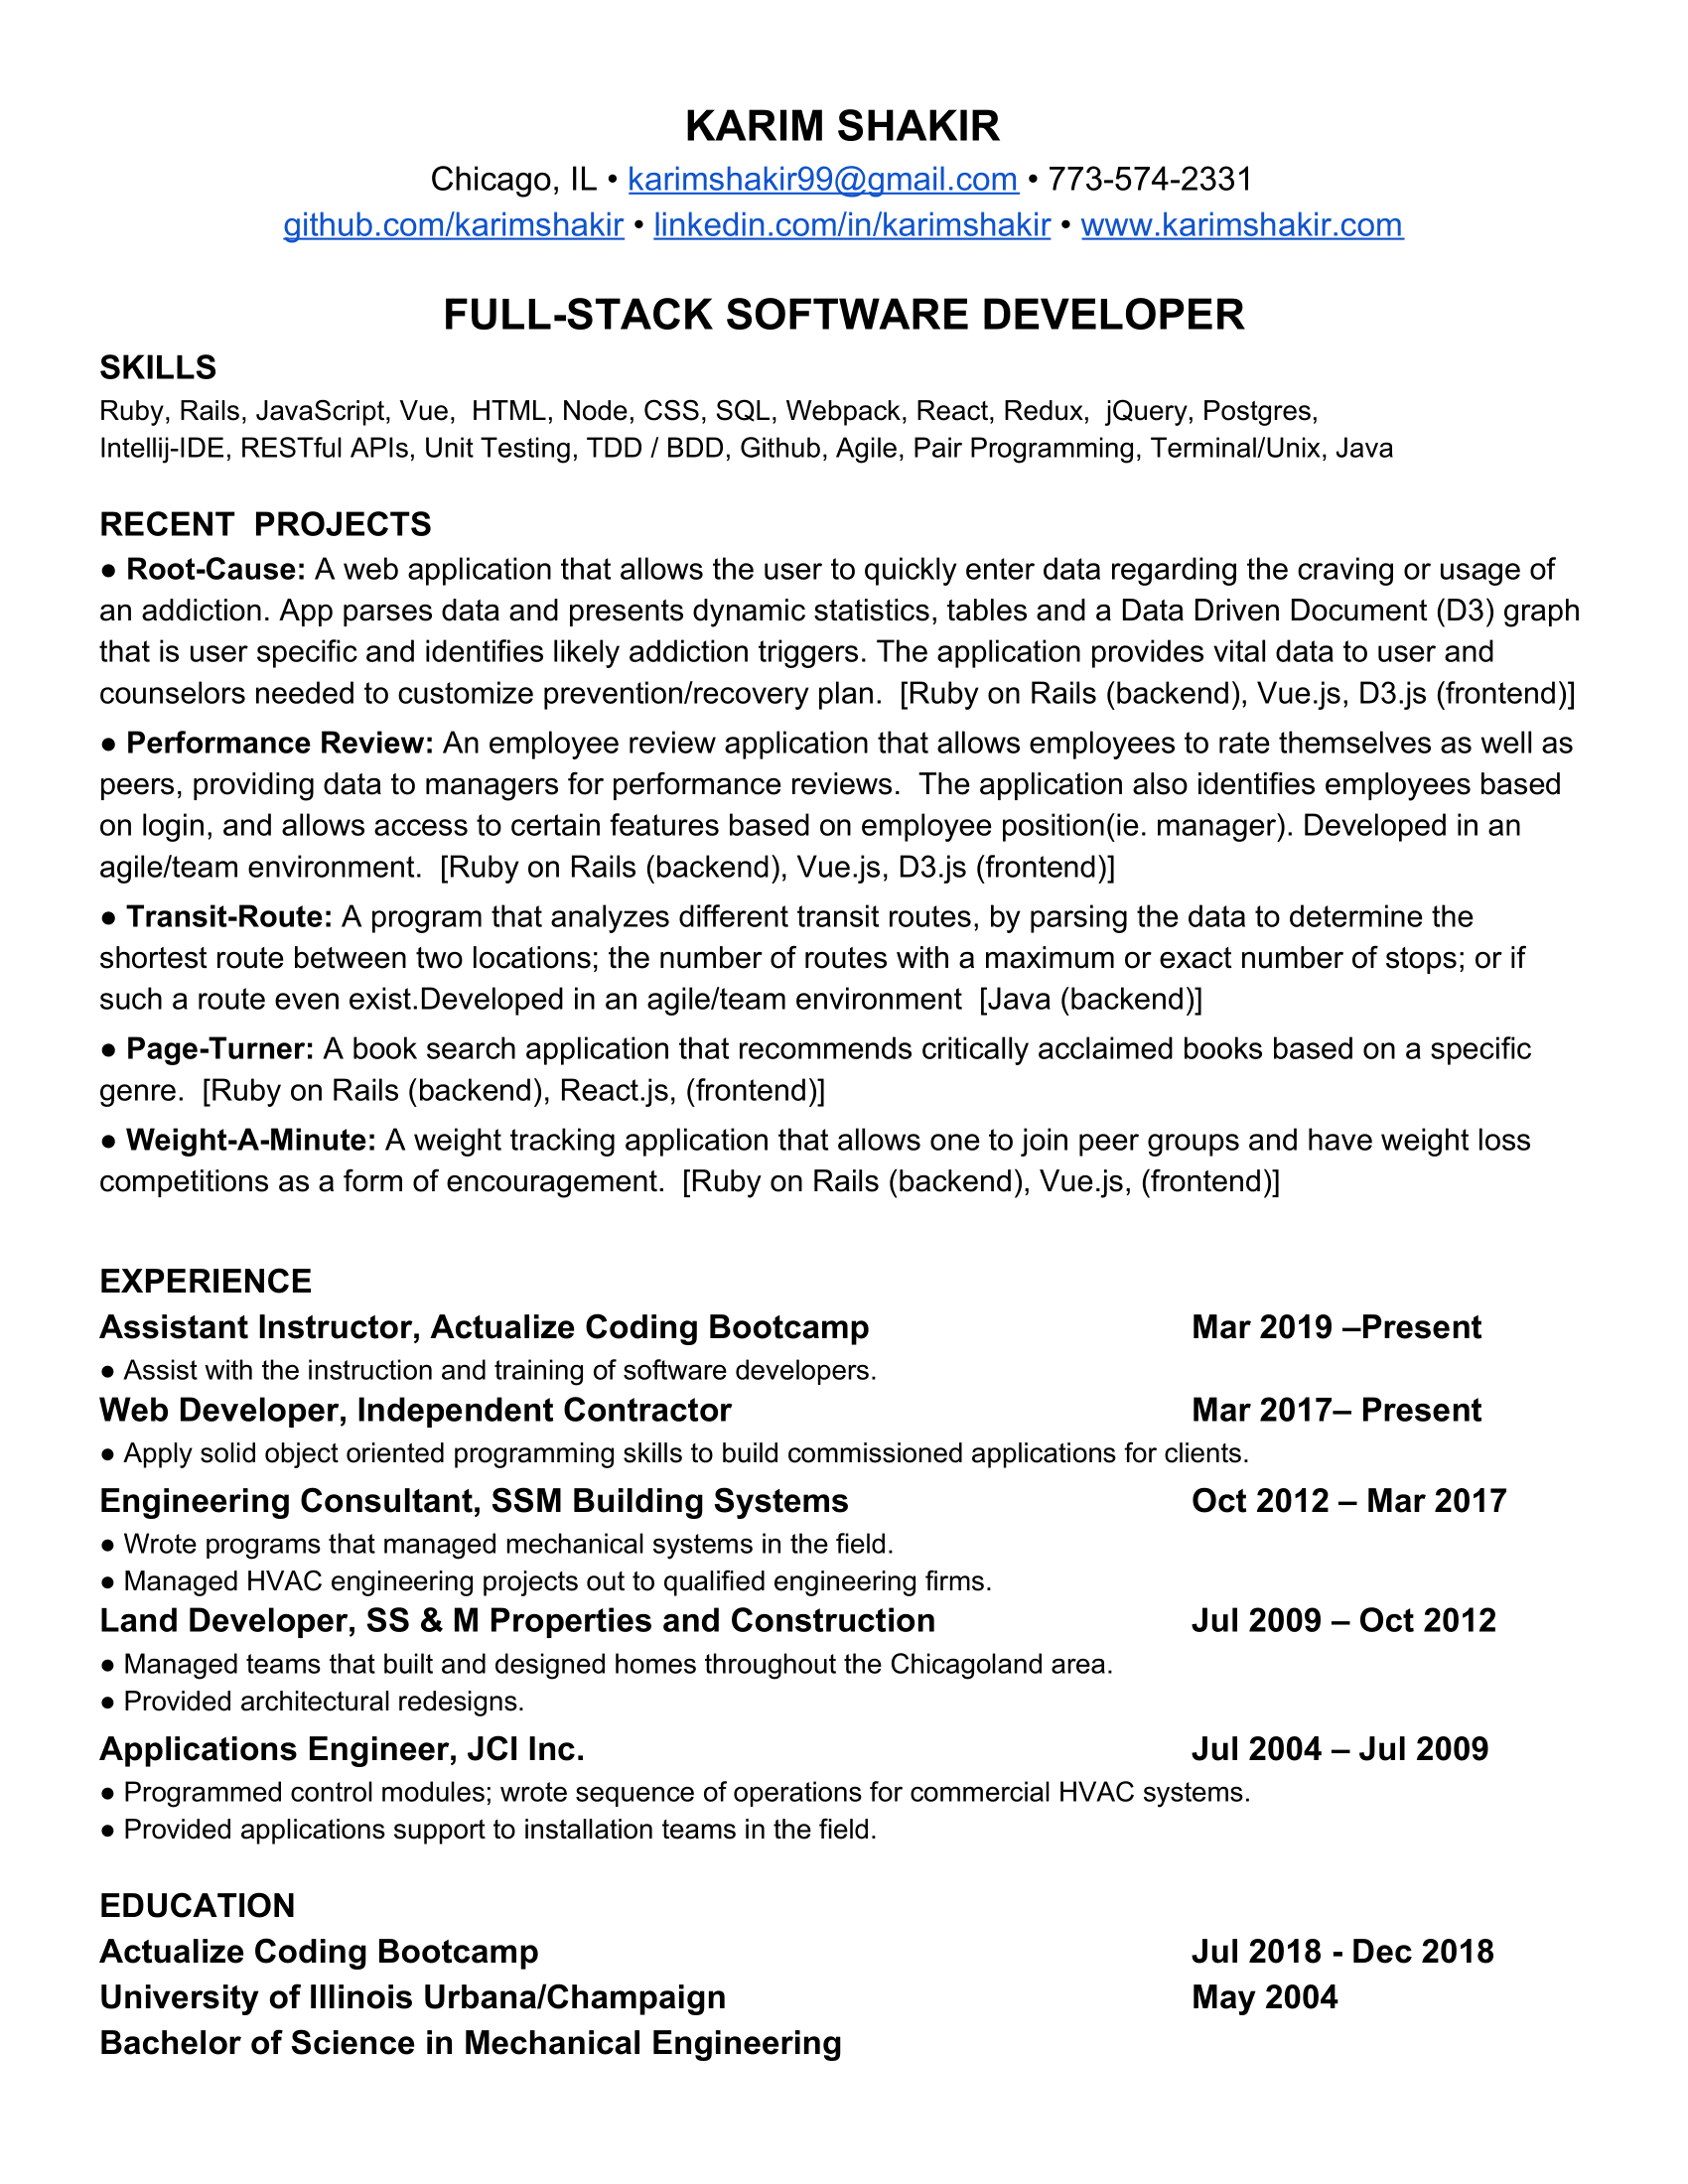 KARIM SHAKIR
Chicago, IL • karimshakir99@gmail.com • 773-574-2331
github.com/karimshakir • linkedin.com/in/karimshakir • www.karimshakir.com
FULL-STACK SOFTWARE DEVELOPER
SKILLS
Ruby, Rails, JavaScript, Vue,  HTML, Node, CSS, SQL, Webpack, React, Redux,  jQuery, Postgres,
Intellij-IDE, RESTful APIs, Unit Testing, TDD / BDD, Github, Agile, Pair Programming, Terminal/Unix, Java
RECENT  PROJECTS
● Root-Cause: A web application that allows the user to quickly enter data regarding the craving or usage of
an addiction. App parses data and presents dynamic statistics, tables and a Data Driven Document (D3) graph
that is user specific and identifies likely addiction triggers. The application provides vital data to user and
counselors needed to customize prevention/recovery plan.  [Ruby on Rails (backend), Vue.js, D3.js (frontend)]
● Performance Review: An employee review application that allows employees to rate themselves as well as
peers, providing data to managers for performance reviews.  The application also identifies employees based
on login, and allows access to certain features based on employee position(ie. manager). Developed in an
agile/team environment.  [Ruby on Rails (backend), Vue.js, D3.js (frontend)]
● Transit-Route: A program that analyzes different transit routes, by parsing the data to determine the
shortest route between two locations; the number of routes with a maximum or exact number of stops; or if
such a route even exist.Developed in an agile/team environment  [Java (backend)]
● Page-Turner: A book search application that recommends critically acclaimed books based on a specific
genre.  [Ruby on Rails (backend), React.js, (frontend)]
● Weight-A-Minute: A weight tracking application that allows one to join peer groups and have weight loss
competitions as a form of encouragement.  [Ruby on Rails (backend), Vue.js, (frontend)]
EXPERIENCE
Assistant Instructor, Actualize Coding Bootcamp Mar 2019 –Present
● Assist with the instruction and training of software developers.
Web Developer, Independent Contractor Mar 2017– Present
● Apply solid object oriented programming skills to build commissioned applications for clients.
Engineering Consultant, SSM Building Systems Oct 2012 – Mar 2017
● Wrote programs that managed mechanical systems in the field.
● Managed HVAC engineering projects out to qualified engineering firms.
Land Developer, SS & M Properties and Construction Jul 2009 – Oct 2012
● Managed teams that built and designed homes throughout the Chicagoland area.
● Provided architectural redesigns.
Applications Engineer, JCI Inc. Jul 2004 – Jul 2009
● Programmed control modules; wrote sequence of operations for commercial HVAC systems.
● Provided applications support to installation teams in the field.
EDUCATION
Actualize Coding Bootcamp Jul 2018 - Dec 2018
University of Illinois Urbana/Champaign May 2004
Bachelor of Science in Mechanical Engineering